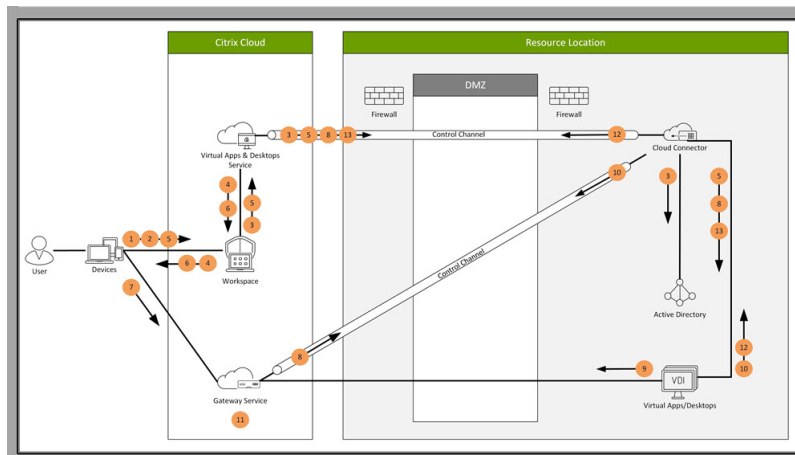 Citrix Cloud
Resource Location
DMZ
Firewall
Firewall
3 5 8 13
Control Channel
12
Virtual Apps & Desktops
Service
Cloud Connector
4
6
5
3
10
3
5
8
13
1 2 5
User
Devices
6 4
Workspace
Control Channel
7
Active Directory
8
12
10
9
VDI
Gateway Service
Virtual Apps/Desktops
11